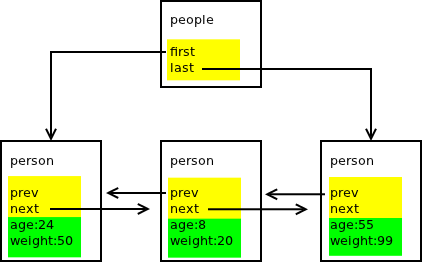 people
first
last
person
prev
next
age:24
weight:50
person
prev
next
age:8
weight:20
person
prev
next
age:55
weight:99